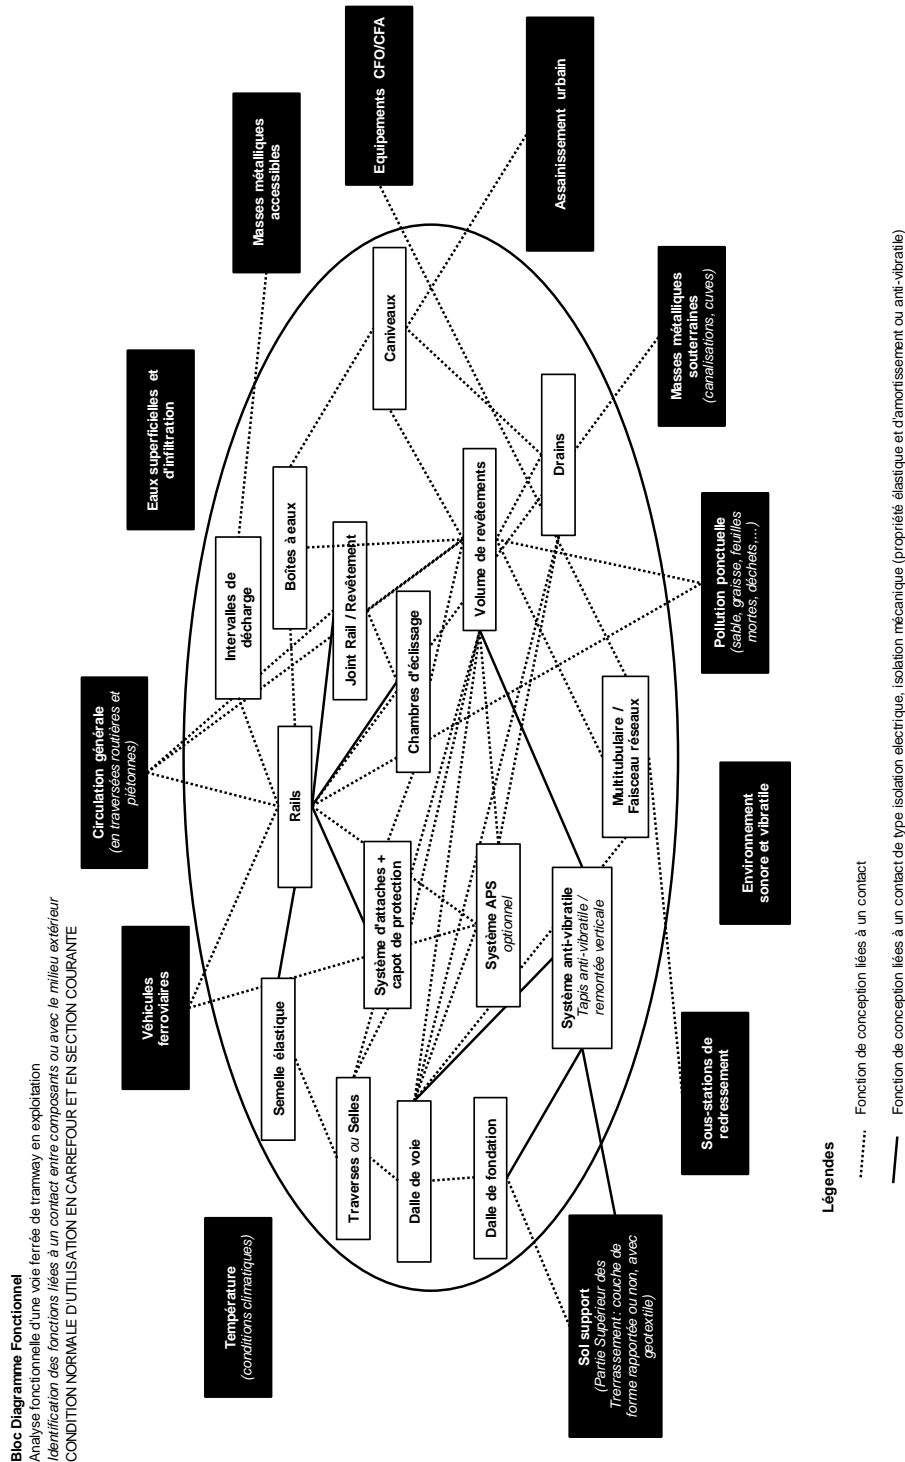 Bloc Diagramme Fonctionnel
Analyse fonctionelle d'une voie ferrée de tramway en exploitation
Identification des fonctions liées à un contact entre composants ou avec le milieu extérieur
CONDITION NORMALE D'UTILISATION EN CARREFOUR ET EN SECTION COURANTE
Température
(conditions climatiques)
Véhicules
ferroviaires
Circulation générale
(en traversées routières et
piétonnes)
Eaux superficielles et
d'infiltration
Masses métalliques
accessibles
Equipements CFO/CFA
Assainissement urbain
Masses métalliques
souterraines
(canalisations, cuves)
Pollution ponctuelle
(sable, graisse, feuilles
mortes, déchets,...)
Environnement
sonore et vibratile
Sous-stations de
redressement
Sol support
(Partie Supérieur des
Trerrassement : couche de
forme rapportée ou non, avec
geotextile)
Semelle élastique
Rails
Intervalles de
décharge
Boîtes à eaux
Joint Rail / Revêtement
Caniveaux
Traverses ou Selles
Système d'attaches +
capot de protection
Chambres d'éclissage
Dalle de voie
Volume de revêtements
Dalle de fondation
Système APS
optionnel
Drains
Système anti-vibratile
Tapis anti-vibratile /
remontée verticale
Multitubulaire /
Faisceau réseaux
Légendes
Fonction de conception liées à un contact
Fonction de conception liées à un contact de type isolation electrique, isolation mécanique (propriété élastique et d'amortissement ou anti-vibratile)